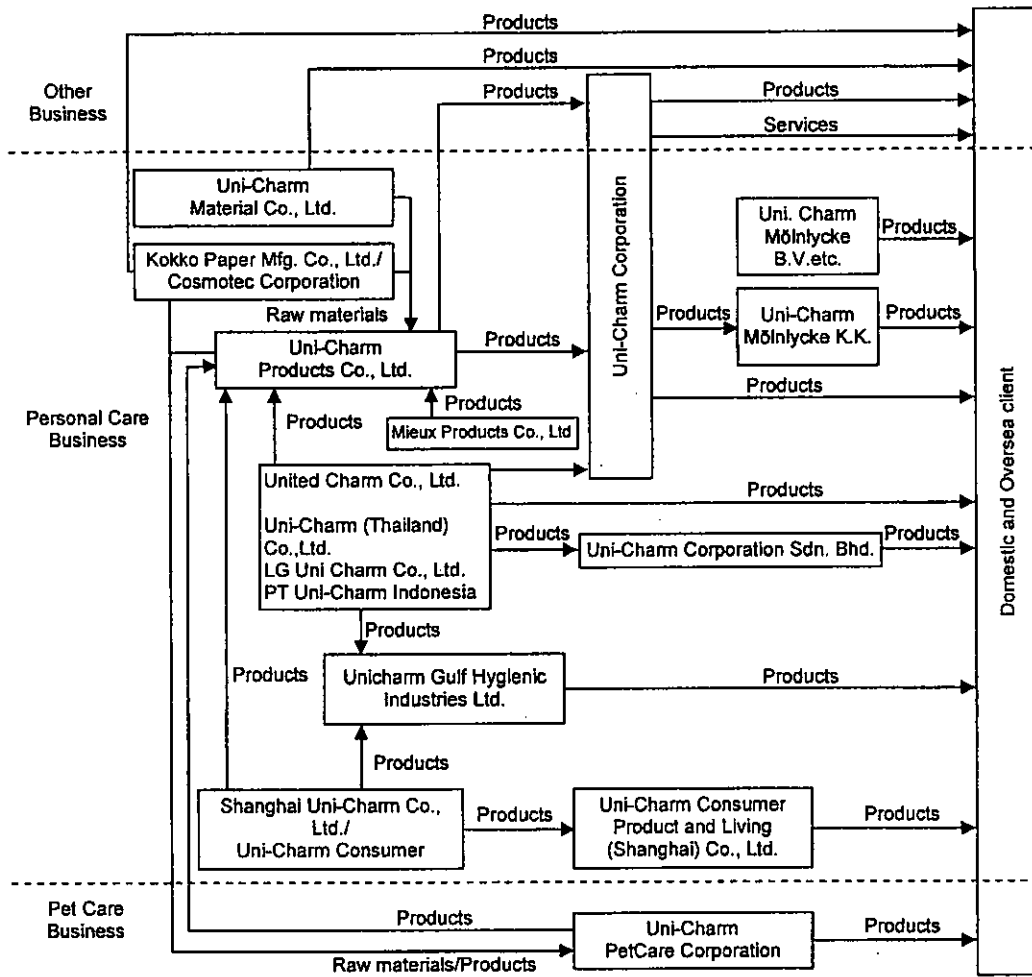 Products
Products
Other
Business
Products
Products
Services
Uni-Charm
Material Co., Ltd.
Uni-Charm Corporation
Uni. Charm
Mölnlycke
B.V.etc.
Products
Kokko Paper Mfg. Co., Ltd./
Cosmotec Corporation
Raw materials
Products
Uni-Charm
Mölnlycke K.K.
Products
Uni-Charm
Products Co., Ltd.
Products
Products
Personal Care
Business
Products
Products
Mieux Products Co., Ltd
United Charm Co., Ltd.
Uni-Charm (Thailand)
Co.,Ltd.
LG Uni Charm Co., Ltd.
PT Uni-Charm Indonesia
Products
Products
Uni-Charm Corporation Sdn. Bhd.
Products
Domestic and Oversea client
Products
Products
Unicharm Gulf Hygienic
Industries Ltd.
Products
Products
Shanghai Uni-Charm Co.,
Ltd./
Uni-Charm Consumer
Products
Uni-Charm Consumer
Product and Living
(Shanghai) Co., Ltd.
Products
Pet Care
Business
Products
Uni-Charm
PetCare Corporation
Products
Raw materials/Products